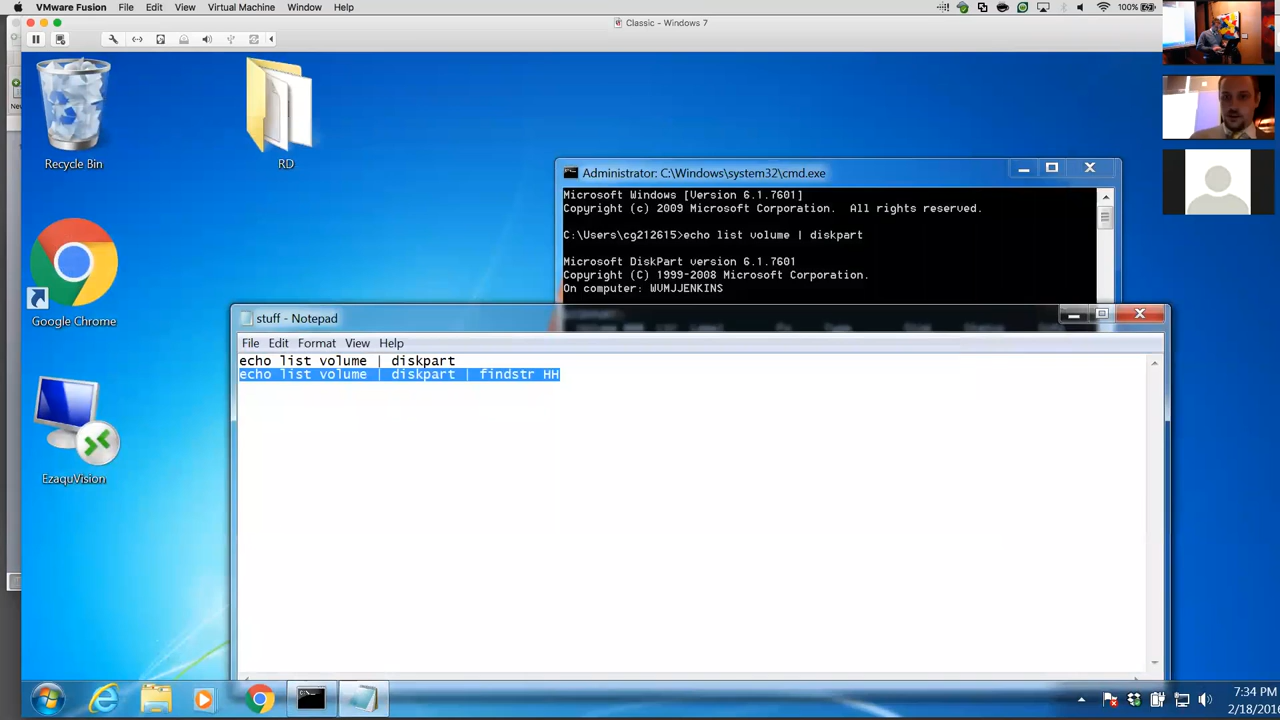 VMware Fusion File Edit View Virtual Machine Window Help 100%
Classic - Windows 7
New
Recycle Bin
RD
Google Chrome
EzaquVision
Administrator: C:\Windows\system32\cmd.exe
Microsoft Windows [Version 6.1.7601]
Copyright (c) 2009 Microsoft Corporation. All rights reserved.
C:\Users\cg212615>echo list volume | diskpart
Microsoft DiskPart version 6.1.7601
Copyright (C) 1999-2008 Microsoft Corporation.
On computer: WVMJJENKINS
stuff - Notepad
File Edit Format View Help
echo list volume | diskpart
echo list volume | diskpart | findstr HH
7:34 PM